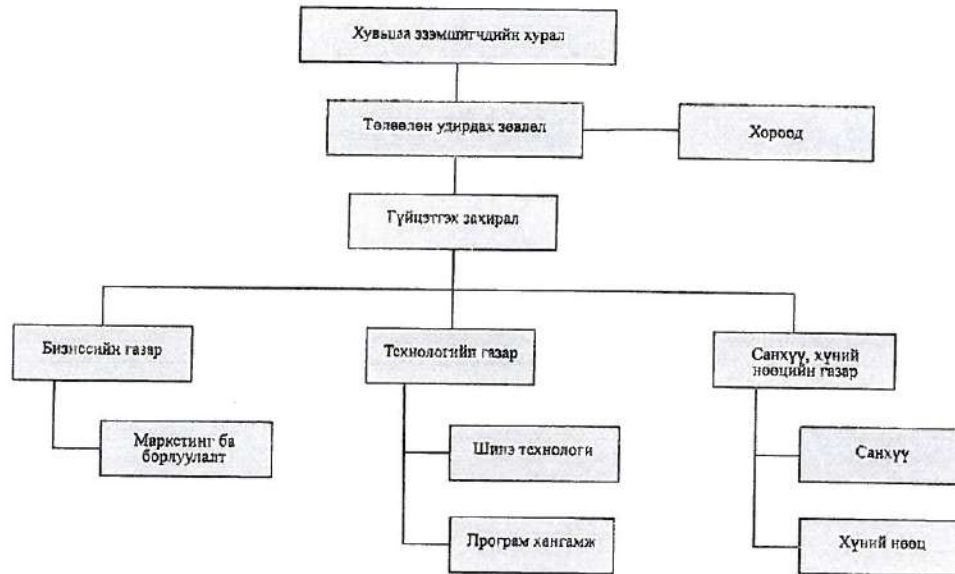 Хувьцаа эзэмшигчдийн хурал
Төлөөлөн удирдах зөвлөл
Хороод
Гүйцэтгэх захирал
Бизнесийн газар
Технологийн газар
Санхүү, хүний
нөөцийн газар
Маркетинг ба
борлуулалт
Шинэ технологи
Санхүү
Програм хангамж
Хүний нөөц